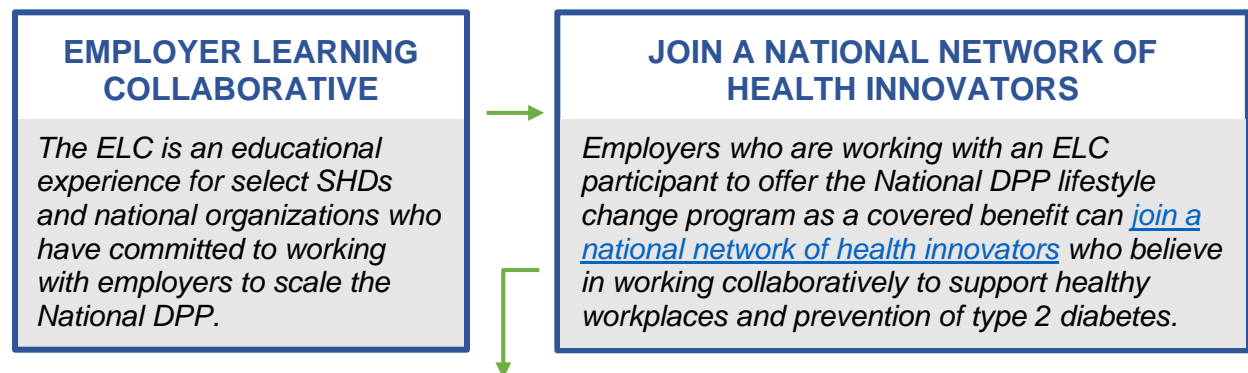 EMPLOYER LEARNING
COLLABORATIVE
The ELC is an educational
experience for select SHDs
and national organizations who
have committed to working
with employers to scale the
National DPP.
JOIN A NATIONAL NETWORK OF
HEALTH INNOVATORS
Employers who are working with an ELC
participant to offer the National DPP lifestyle
change program as a covered benefit can join a
national network of health innovators who believe
in working collaboratively to support healthy
workplaces and prevention of type 2 diabetes.